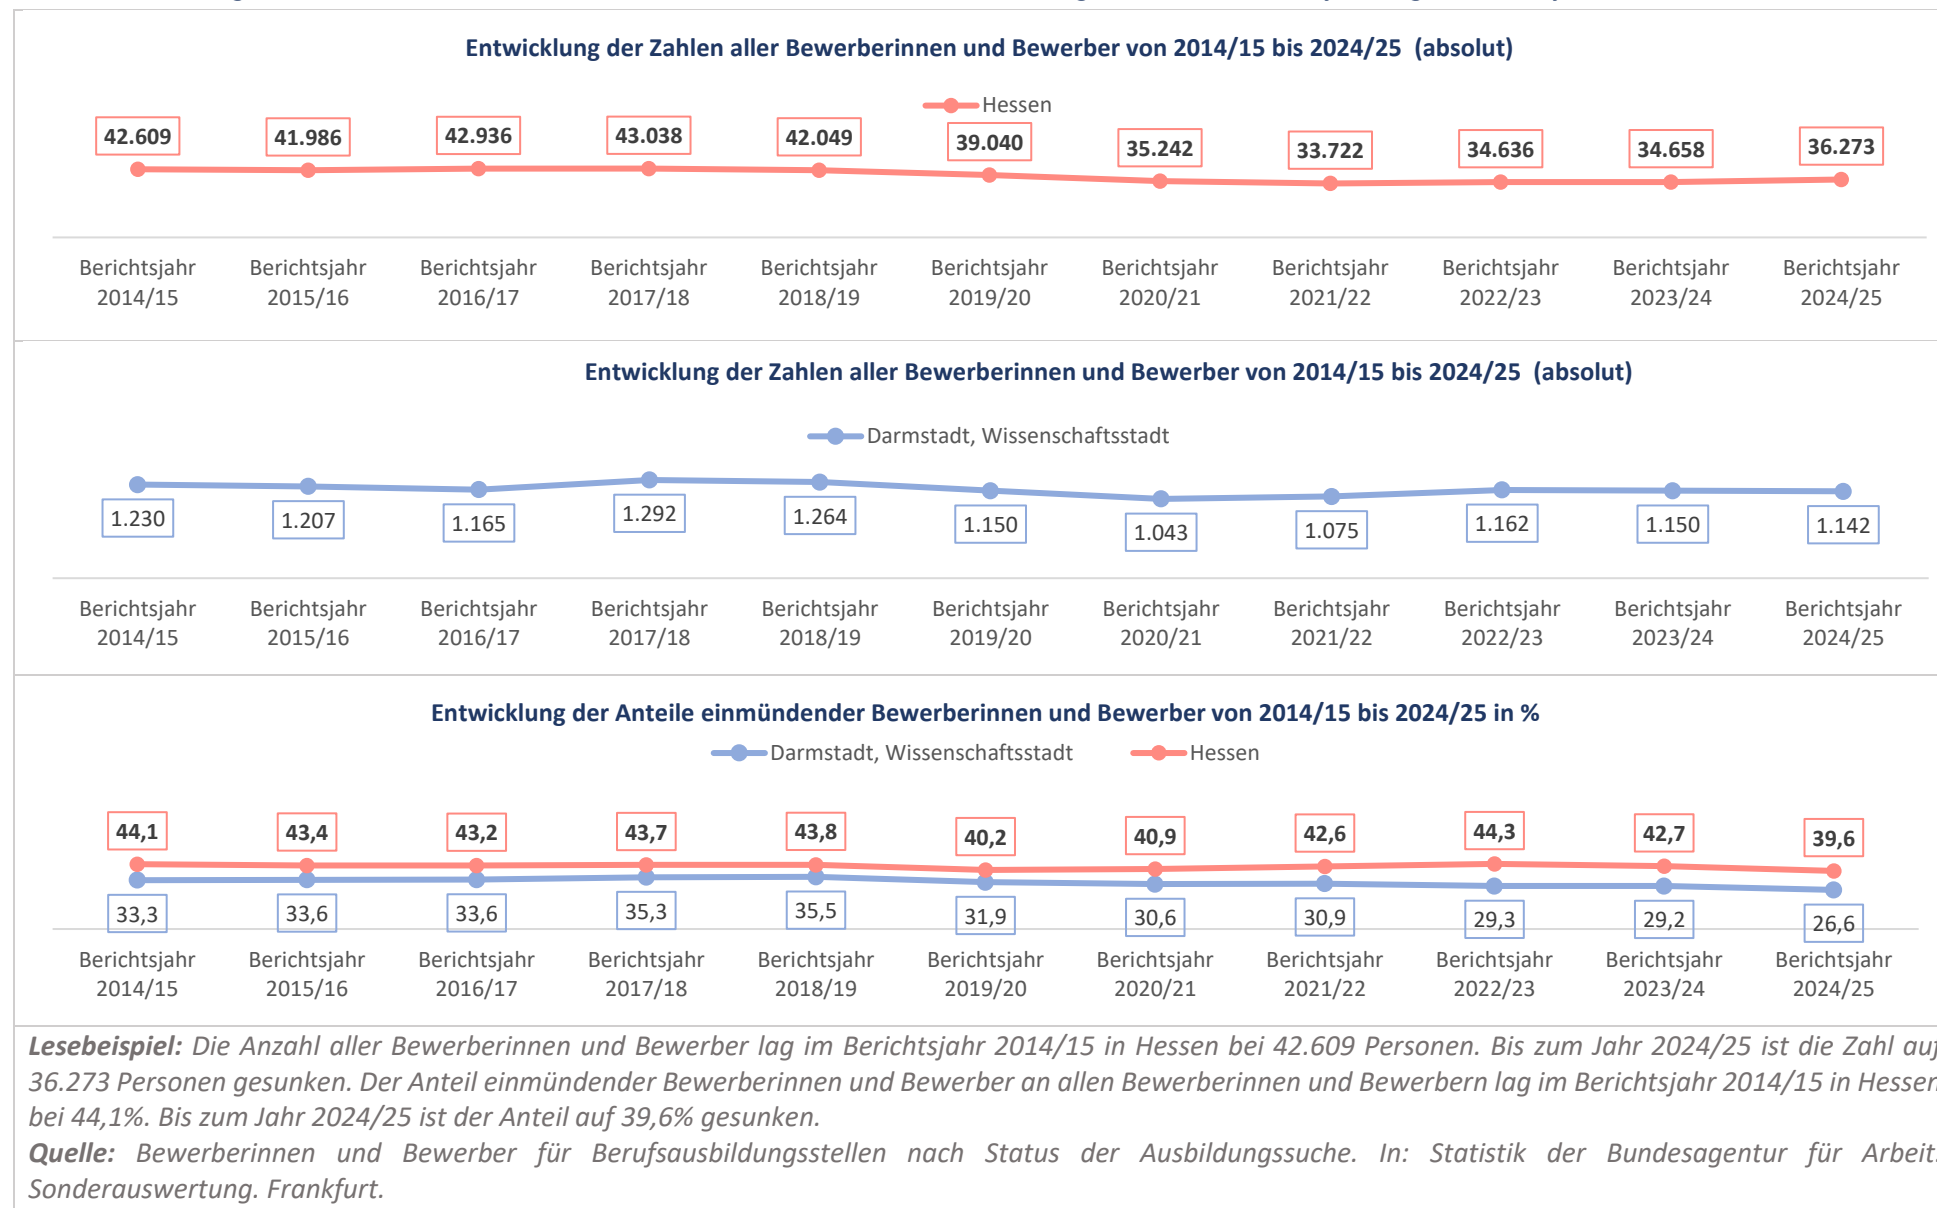 Entwicklung der Zahlen aller Bewerberinnen und Bewerber von 2014/15 bis 2024/25 (absolut)
Hessen
42.609 41.986 42.936 43.038 42.049 39.040 35.242 33.722 34.636 34.658 36.273
Berichtsjahr Berichtsjahr Berichtsjahr Berichtsjahr Berichtsjahr Berichtsjahr Berichtsjahr Berichtsjahr Berichtsjahr Berichtsjahr Berichtsjahr
2014/15 2015/16 2016/17 2017/18 2018/19 2019/20 2020/21 2021/22 2022/23 2023/24 2024/25
Entwicklung der Zahlen aller Bewerberinnen und Bewerber von 2014/15 bis 2024/25 (absolut)
Darmstadt, Wissenschaftsstadt
1.230 1.207 1.165 1.292 1.264 1.150 1.043 1.075 1.162 1.150 1.142
Berichtsjahr Berichtsjahr Berichtsjahr Berichtsjahr Berichtsjahr Berichtsjahr Berichtsjahr Berichtsjahr Berichtsjahr Berichtsjahr Berichtsjahr
2014/15 2015/16 2016/17 2017/18 2018/19 2019/20 2020/21 2021/22 2022/23 2023/24 2024/25
Entwicklung der Anteile einmündender Bewerberinnen und Bewerber von 2014/15 bis 2024/25 in %
Darmstadt, Wissenschaftsstadt Hessen
44,1 43,4 43,2 43,7 43,8 40,2 40,9 42,6 44,3 42,7 39,6
33,3 33,6 33,6 35,3 35,5 31,9 30,6 30,9 29,3 29,2 26,6
Berichtsjahr Berichtsjahr Berichtsjahr Berichtsjahr Berichtsjahr Berichtsjahr Berichtsjahr Berichtsjahr Berichtsjahr Berichtsjahr Berichtsjahr
2014/15 2015/16 2016/17 2017/18 2018/19 2019/20 2020/21 2021/22 2022/23 2023/24 2024/25
Lesebeispiel: Die Anzahl aller Bewerberinnen und Bewerber lag im Berichtsjahr 2014/15 in Hessen bei 42.609 Personen. Bis zum Jahr 2024/25 ist die Zahl auf
36.273 Personen gesunken. Der Anteil einmündender Bewerberinnen und Bewerber an allen Bewerberinnen und Bewerbern lag im Berichtsjahr 2014/15 in Hessen
bei 44,1%. Bis zum Jahr 2024/25 ist der Anteil auf 39,6% gesunken.
Quelle: Bewerberinnen und Bewerber für Berufsausbildungsstellen nach Status der Ausbildungssuche. In: Statistik der Bundesagentur für Arbeit.
Sonderauswertung. Frankfurt.